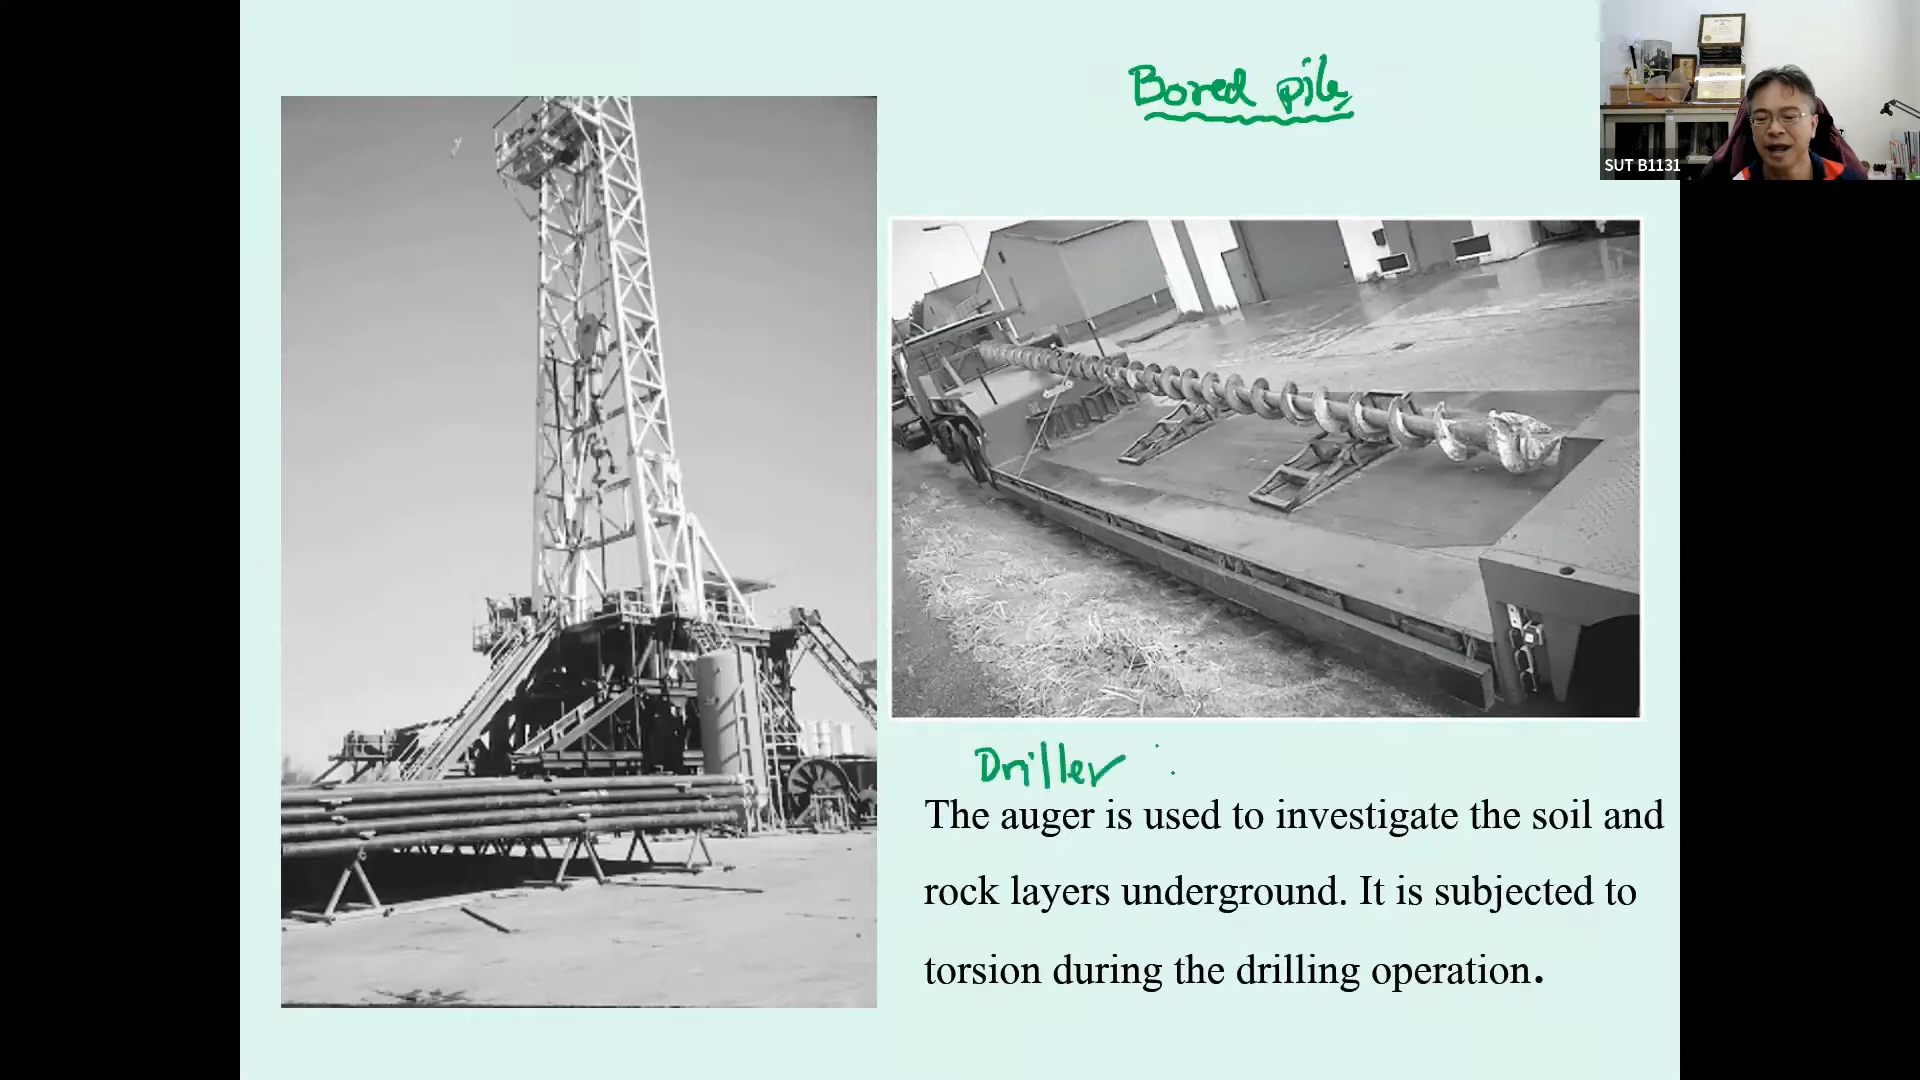 Bored pile
SUT B1131
Driller
The auger is used to investigate the soil and
rock layers underground. It is subjected to
torsion during the drilling operation.